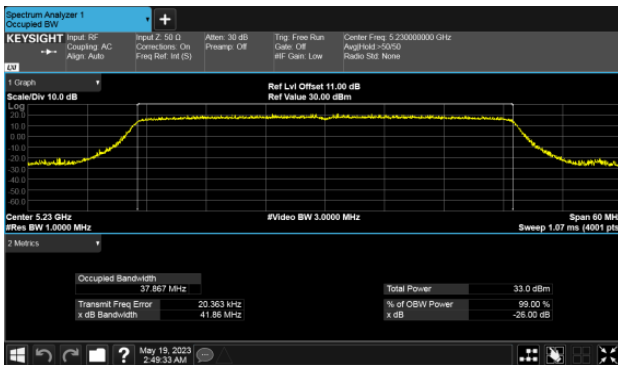 Spectrum Analyzer 1
Occupied BW
+
KEYSIGHT Input: RF Input Z: 50 Ω Atten: 30 dB Trig: Free Run Center Freq: 5.230000000 GHz
Coupling: AC Corrections: On Preamp: Off Gate: Off Avg|Hold:>50/50
Align: Auto Freq Ref: Int (S) #IF Gain: Low Radio Std: None
LXI
1 Graph Ref Lvl Offset 11.00 dB
Scale/Div 10.0 dB Ref Value 30.00 dBm
Log
20.0
10.0
0.00
-10.0
-20.0
-30.0
-40.0
-50.0
-60.0
Center 5.23 GHz #Video BW 3.0000 MHz Span 60 MH
#Res BW 1.0000 MHz Sweep 1.07 ms (4001 pts
2 Metrics
Occupied Bandwidth
37.867 MHz Total Power 33.0 dBm
Transmit Freq Error 20.363 kHz % of OBW Power 99.00 %
x dB Bandwidth 41.86 MHz x dB -26.00 dB
? May 19, 2023
2:49:33 AM